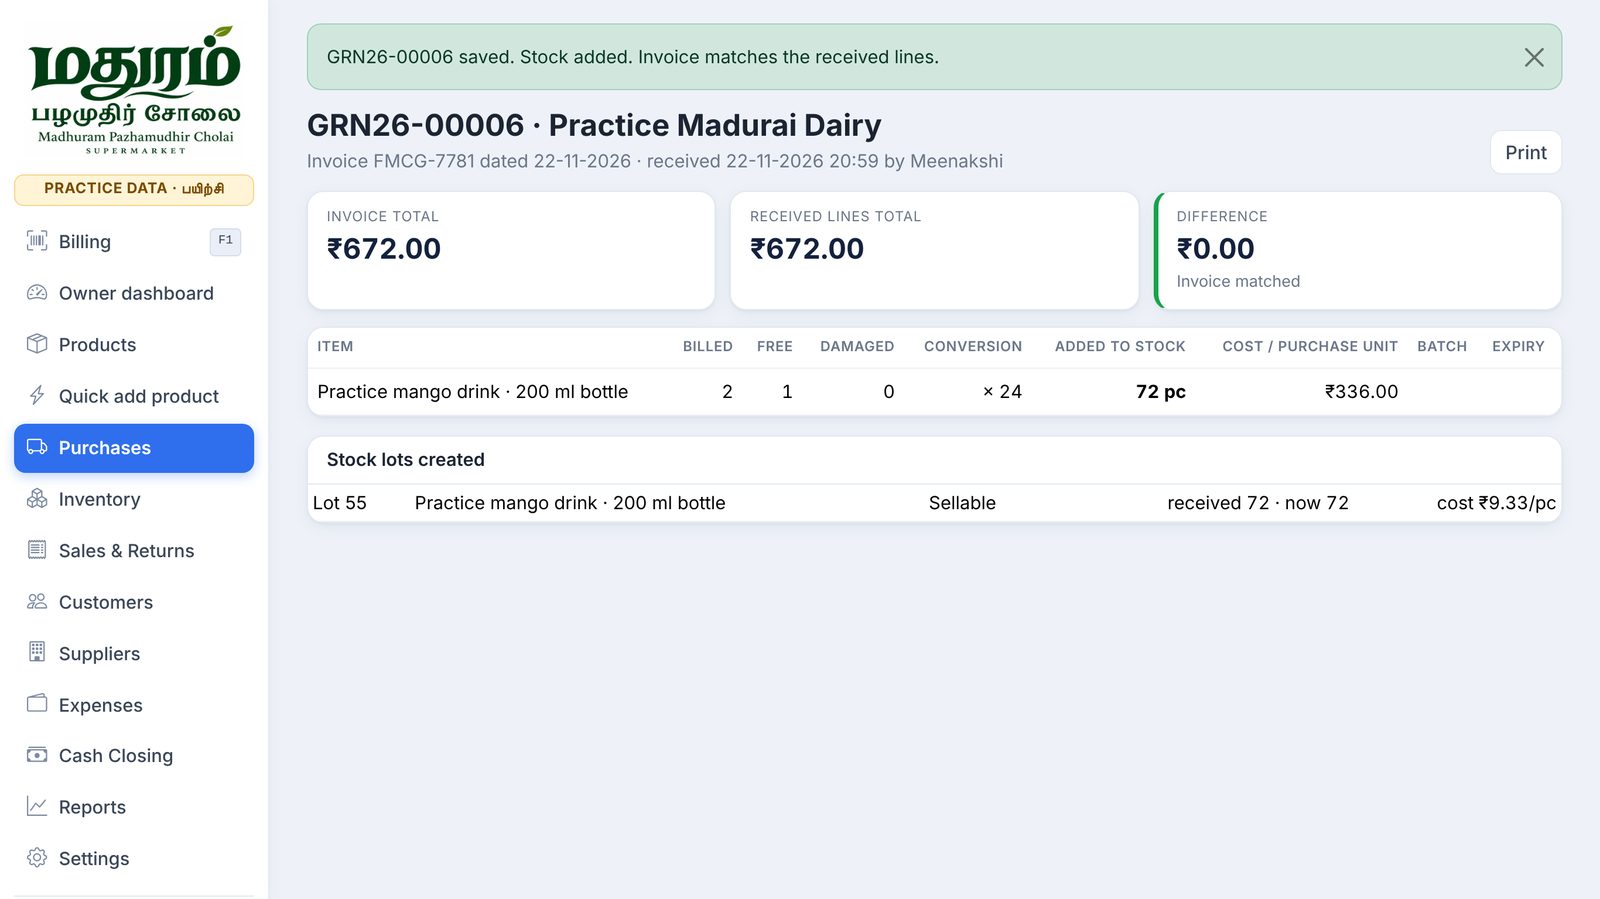 மதுரம்
பழமுதிர் சோலை
Madhuram Pazhamudhir Cholai
SUPERMARKET
PRACTICE DATA · பயிற்சி
Billing F1
Owner dashboard
Products
Quick add product
Purchases
Inventory
Sales & Returns
Customers
Suppliers
Expenses
Cash Closing
Reports
Settings
GRN26-00006 saved. Stock added. Invoice matches the received lines.
GRN26-00006 · Practice Madurai Dairy
Invoice FMCG-7781 dated 22-11-2026 · received 22-11-2026 20:59 by Meenakshi
Print
INVOICE TOTAL
₹672.00
RECEIVED LINES TOTAL
₹672.00
DIFFERENCE
₹0.00
Invoice matched
ITEM BILLED FREE DAMAGED CONVERSION ADDED TO STOCK COST / PURCHASE UNIT BATCH EXPIRY
Practice mango drink · 200 ml bottle 2 1 0 × 24 72 pc ₹336.00
Stock lots created
Lot 55 Practice mango drink · 200 ml bottle Sellable received 72 · now 72 cost ₹9.33/pc